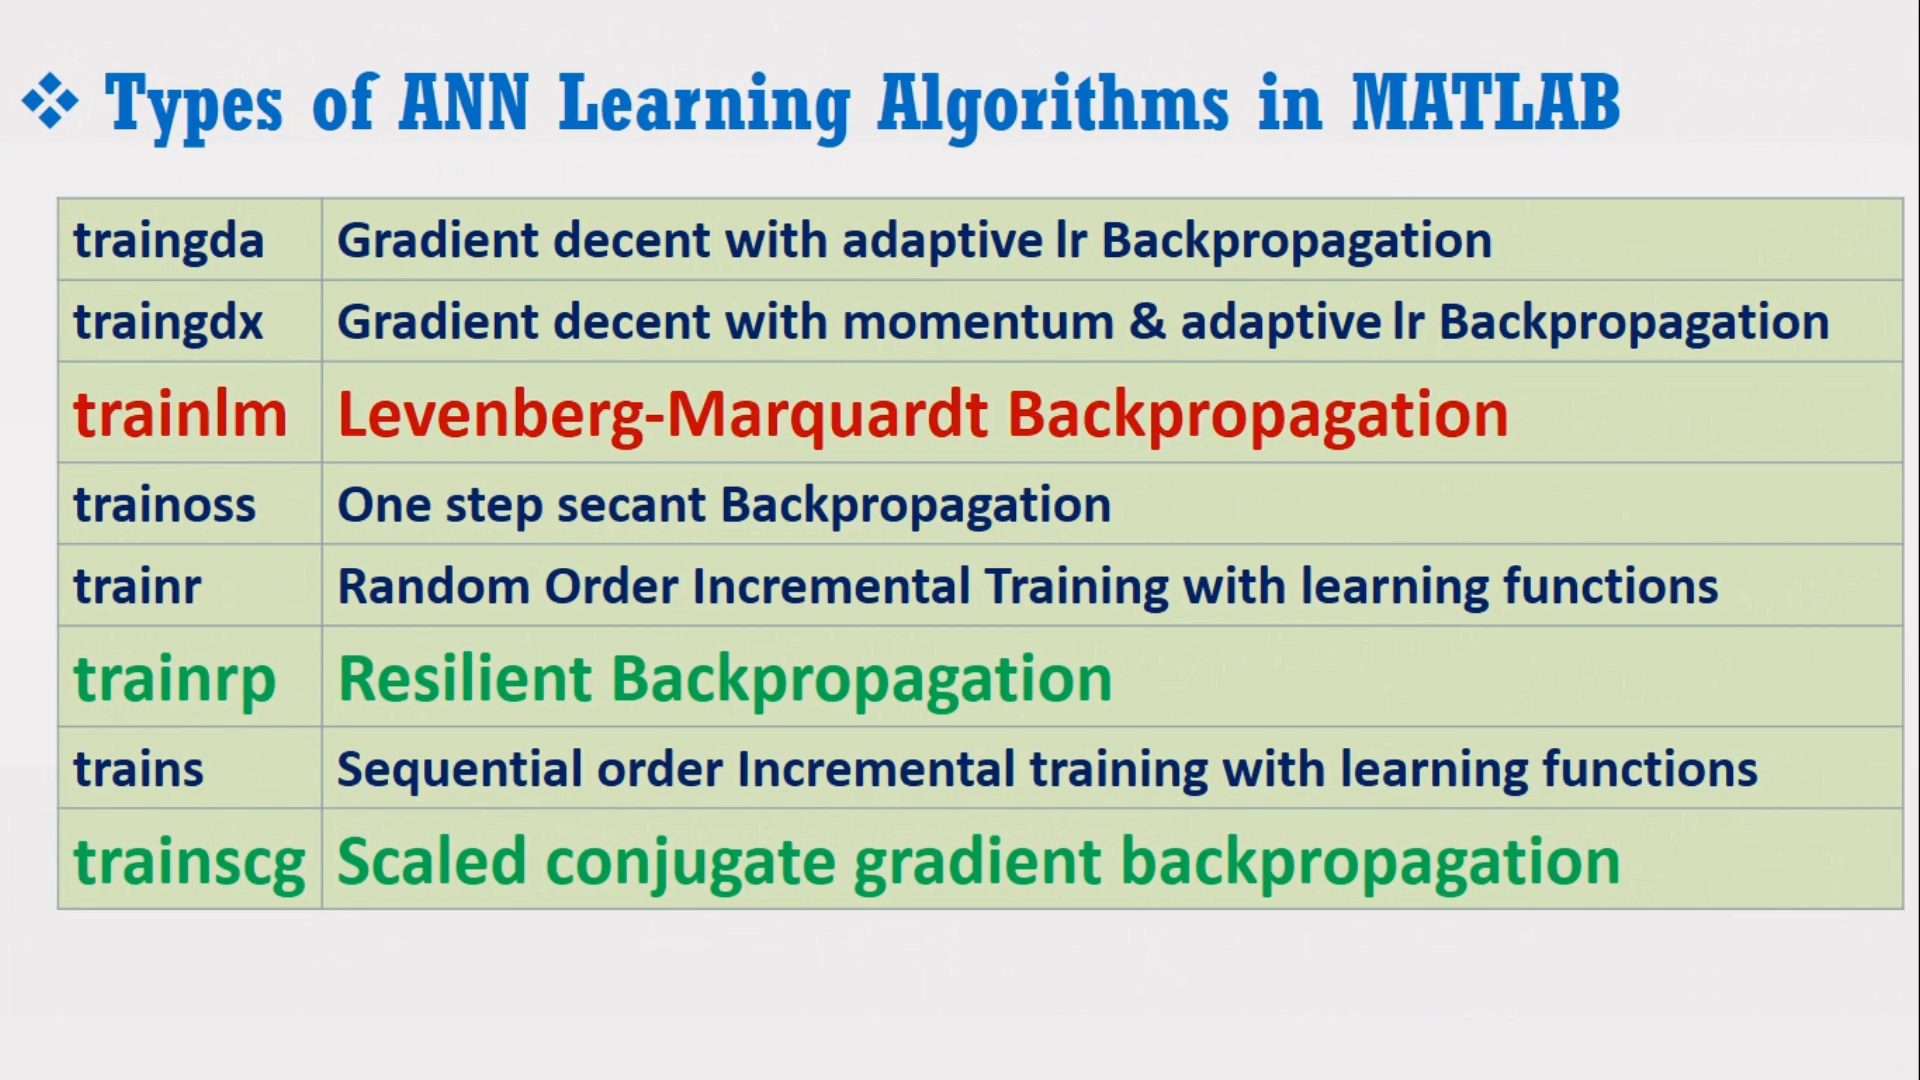 ❖ Types of ANN Learning Algorithms in MATLAB
traingda Gradient decent with adaptive lr Backpropagation
traingdx Gradient decent with momentum & adaptive lr Backpropagation
trainlm Levenberg-Marquardt Backpropagation
trainoss One step secant Backpropagation
trainr Random Order Incremental Training with learning functions
trainrp Resilient Backpropagation
trains Sequential order Incremental training with learning functions
trainscg Scaled conjugate gradient backpropagation